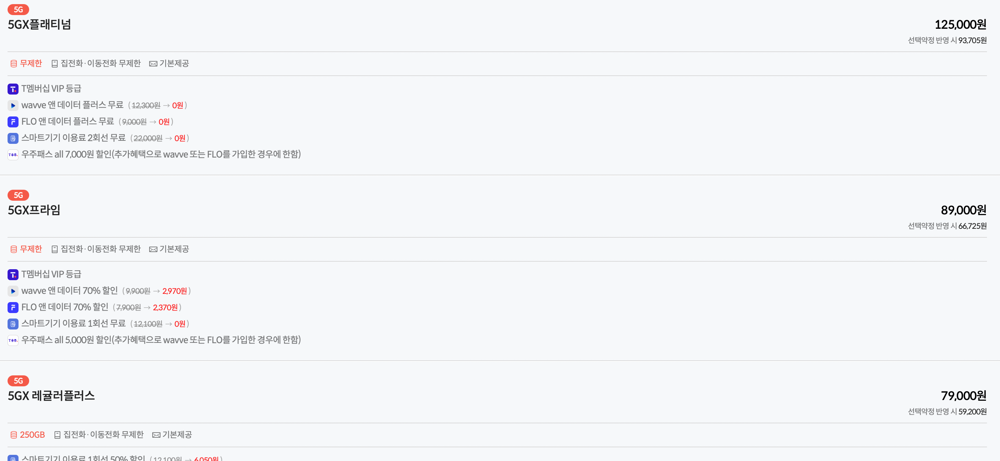 5G
5GX플래티넘
125,000원
선택약정 반영 시 93,705원
무제한 집전화·이동전화 무제한 기본제공
T멤버십 VIP 등급
wavve 앤 데이터 플러스 무료 (12,300원 → 0원)
FLO 앤 데이터 플러스 무료 (9,000원 → 0원)
스마트기기 이용료 2회선 무료 (22,000원 → 0원)
T우주 우주패스 all 7,000원 할인(추가혜택으로 wavve 또는 FLO를 가입한 경우에 한함)
5G
5GX프라임
89,000원
선택약정 반영 시 66,725원
무제한 집전화·이동전화 무제한 기본제공
T멤버십 VIP 등급
wavve 앤 데이터 70% 할인 (9,900원 → 2,970원)
FLO 앤 데이터 70% 할인 (7,900원 → 2,370원)
스마트기기 이용료 1회선 무료 (12,100원 → 0원)
T우주 우주패스 all 5,000원 할인(추가혜택으로 wavve 또는 FLO를 가입한 경우에 한함)
5G
5GX 레귤러플러스
79,000원
선택약정 반영 시 59,200원
250GB 집전화·이동전화 무제한 기본제공
스마트기기 이용료 1회선 50% 할인 (12,100원 → 6,050원)